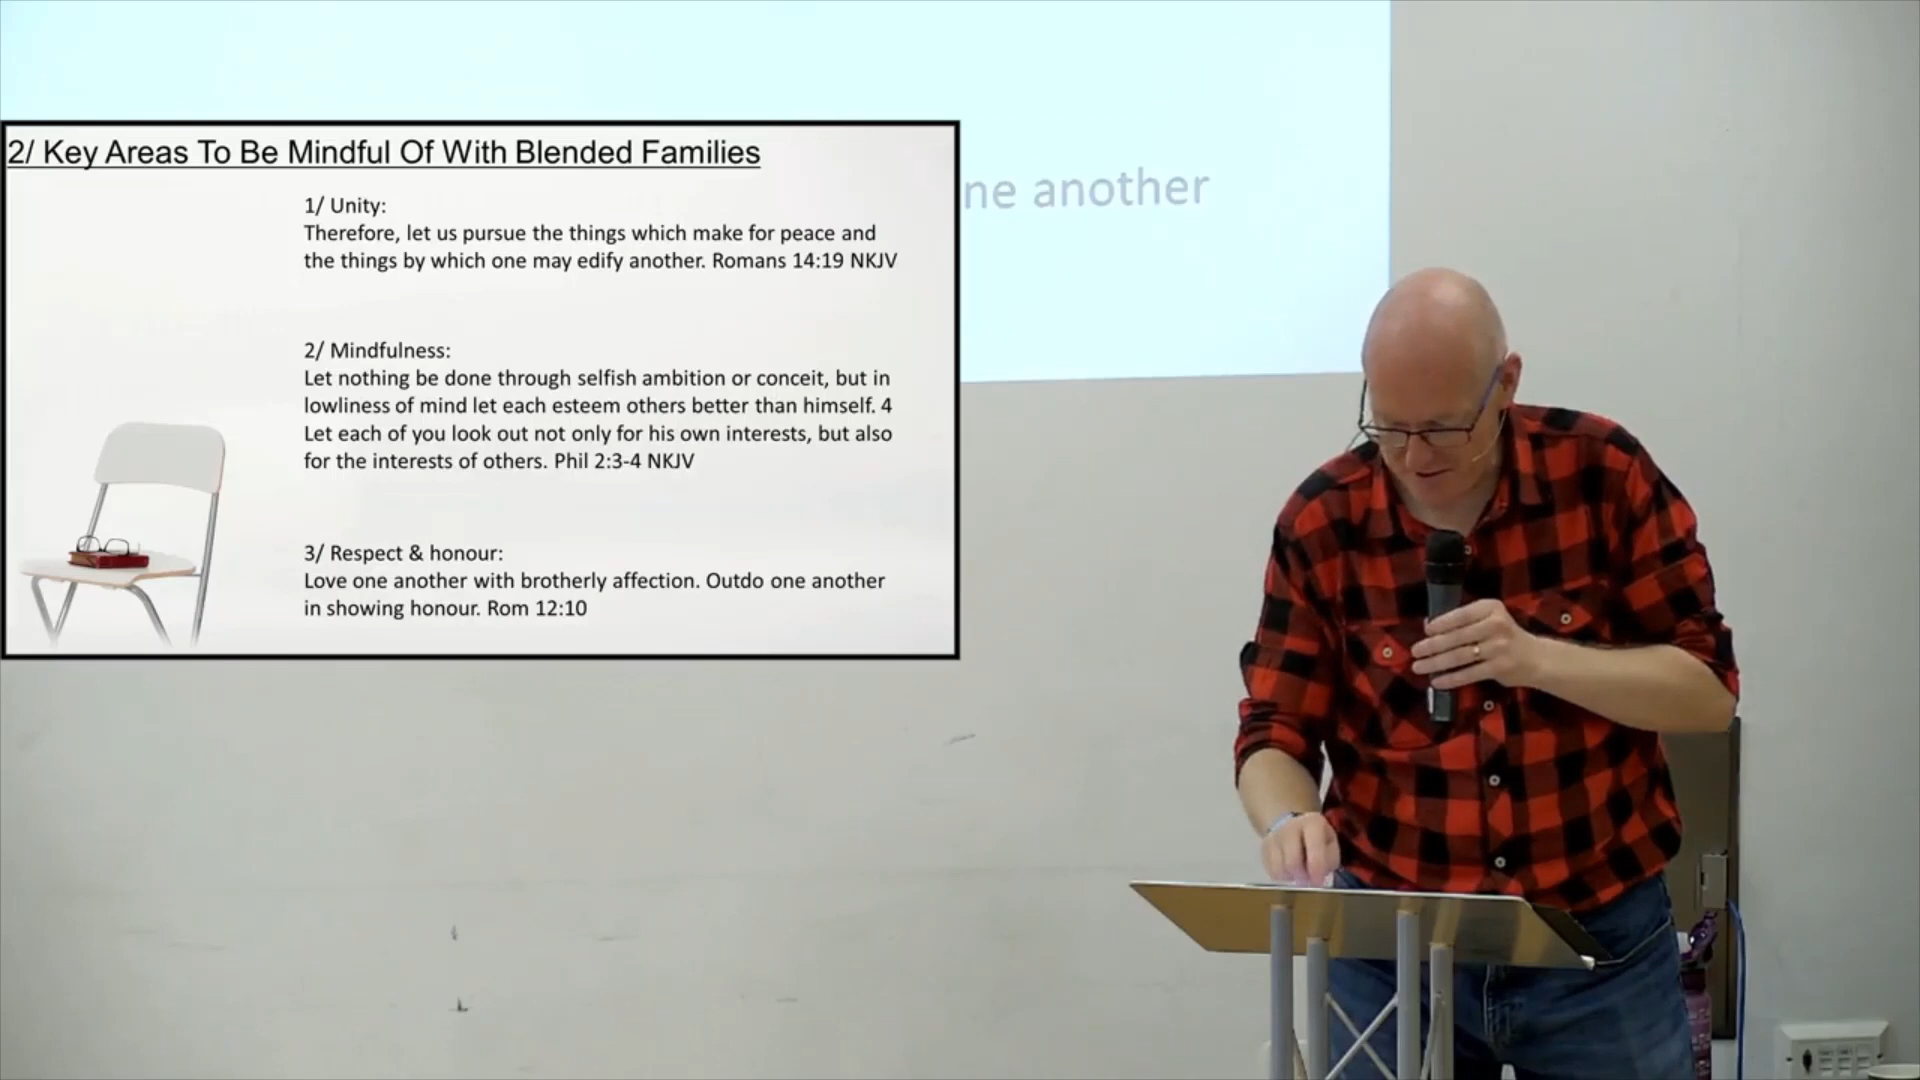 2/ Key Areas To Be Mindful Of With Blended Families
1/ Unity:
Therefore, let us pursue the things which make for peace and
the things by which one may edify another. Romans 14:19 NKJV
2/ Mindfulness:
Let nothing be done through selfish ambition or conceit, but in
lowliness of mind let each esteem others better than himself. 4
Let each of you look out not only for his own interests, but also
for the interests of others. Phil 2:3-4 NKJV
3/ Respect & honour:
Love one another with brotherly affection. Outdo one another
in showing honour. Rom 12:10
ne another